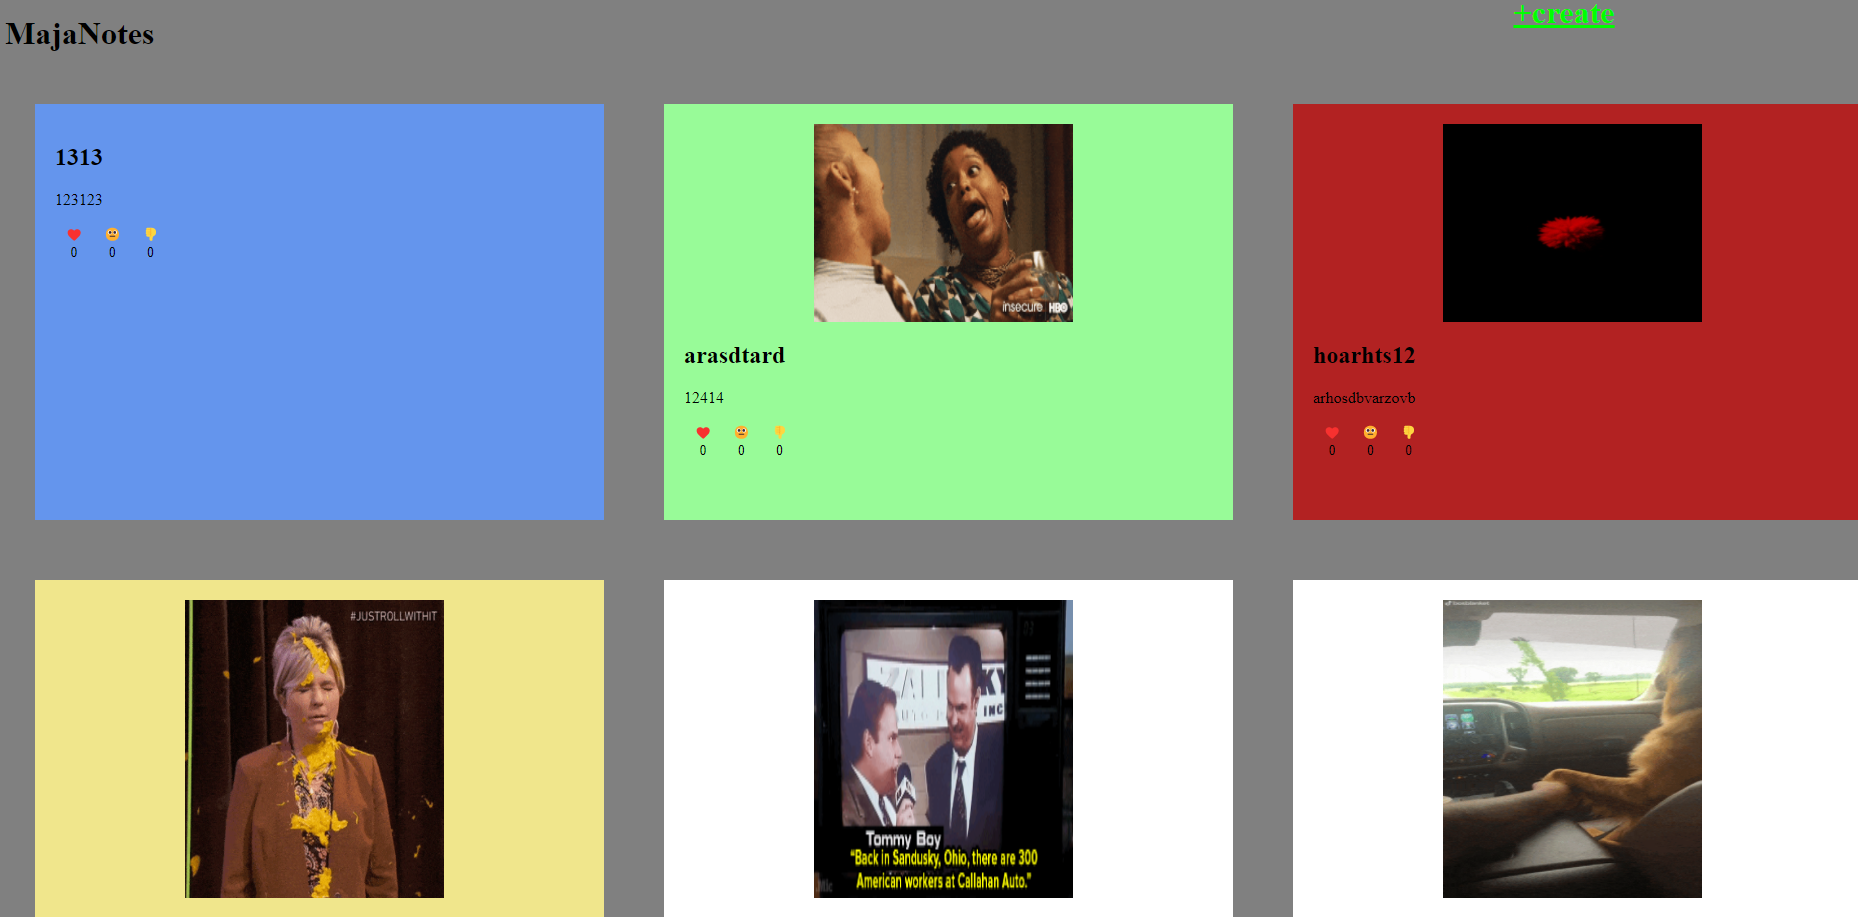 MajaNotes
+create
1313
123123
0 0 0
insecure HBO
arasdtard
12414
0 0 0
hoarhts12
arhosdbvarzovb
0 0 0
#JUSTROLLWITHIT
INC
Tommy Boy
"Back in Sandusky, Ohio, there are 300
American workers at Callahan Auto."